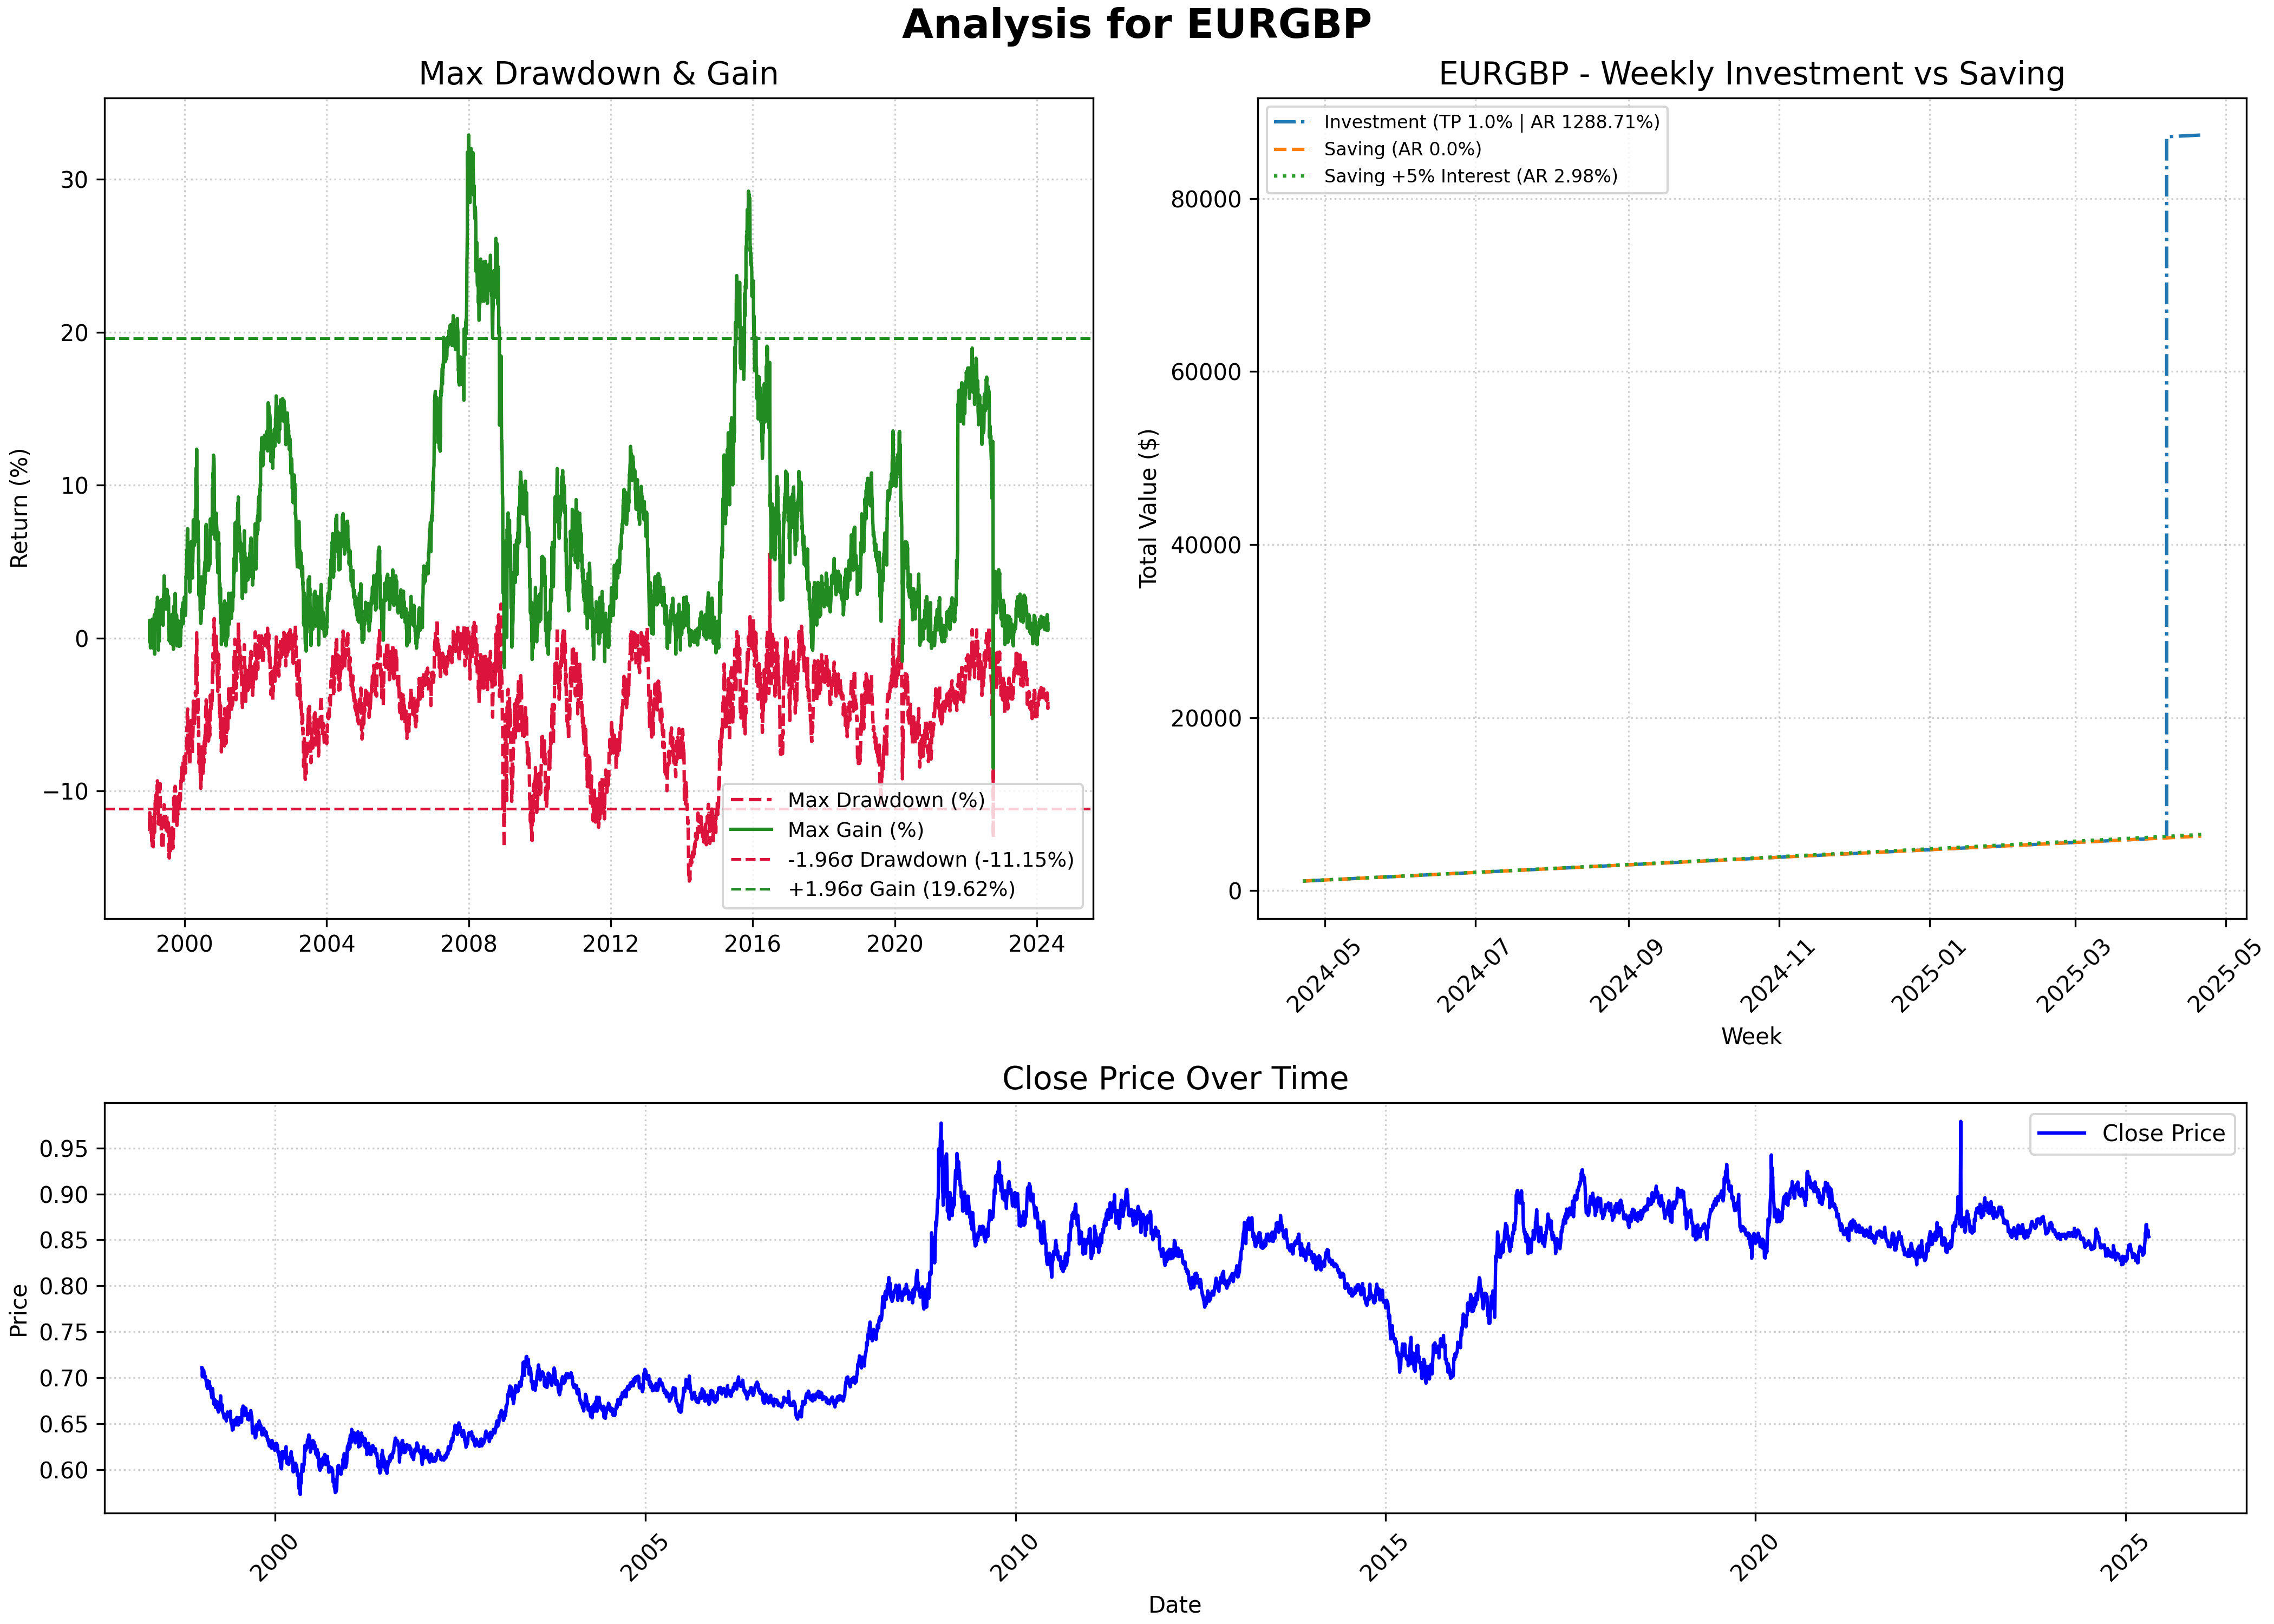 Analysis for EURGBP
Max Drawdown & Gain
Return (%)
30
20
10
0
−10
2000 2004 2008 2012 2016 2020 2024
Max Drawdown (%)
Max Gain (%)
-1.96σ Drawdown (-11.15%)
+1.96σ Gain (19.62%)
EURGBP - Weekly Investment vs Saving
Investment (TP 1.0% | AR 1288.71%)
Saving (AR 0.0%)
Saving +5% Interest (AR 2.98%)
Total Value ($)
80000
60000
40000
20000
0
2024-05 2024-07 2024-09 2024-11 2025-01 2025-03 2025-05
Week
Close Price Over Time
Close Price
Price
0.95
0.90
0.85
0.80
0.75
0.70
0.65
0.60
2000 2005 2010 2015 2020 2025
Date